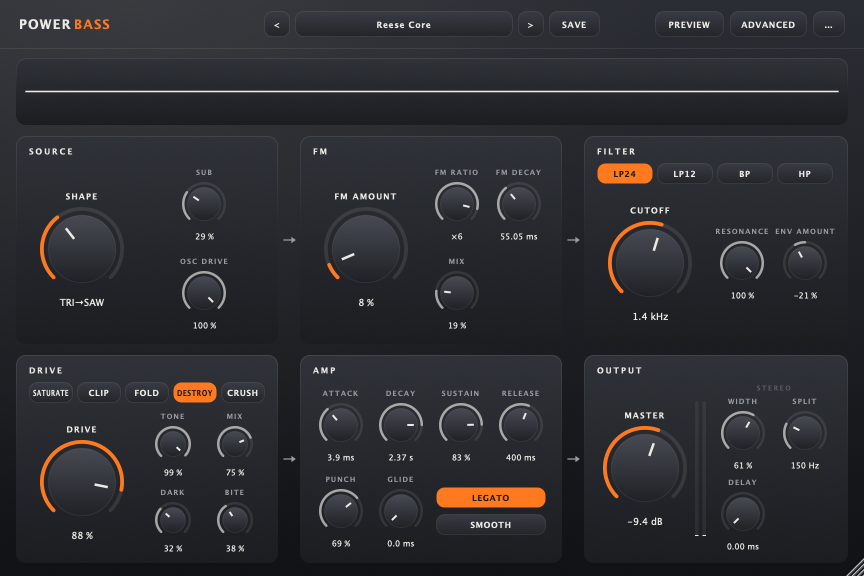 POWER BASS
<
Reese Core
>
SAVE
PREVIEW
ADVANCED
...
SOURCE
SHAPE
TRI→SAW
SUB
29 %
OSC DRIVE
100 %
FM
FM AMOUNT
8 %
FM RATIO
×6
FM DECAY
55.05 ms
MIX
19 %
FILTER
LP24
LP12
BP
HP
CUTOFF
1.4 kHz
RESONANCE
100 %
ENV AMOUNT
-21 %
DRIVE
SATURATE
CLIP
FOLD
DESTROY
CRUSH
DRIVE
88 %
TONE
99 %
MIX
75 %
DARK
32 %
BITE
38 %
AMP
ATTACK
3.9 ms
DECAY
2.37 s
SUSTAIN
83 %
RELEASE
400 ms
PUNCH
69 %
GLIDE
0.0 ms
LEGATO
SMOOTH
OUTPUT
MASTER
-9.4 dB
STEREO
WIDTH
61 %
SPLIT
150 Hz
DELAY
0.00 ms